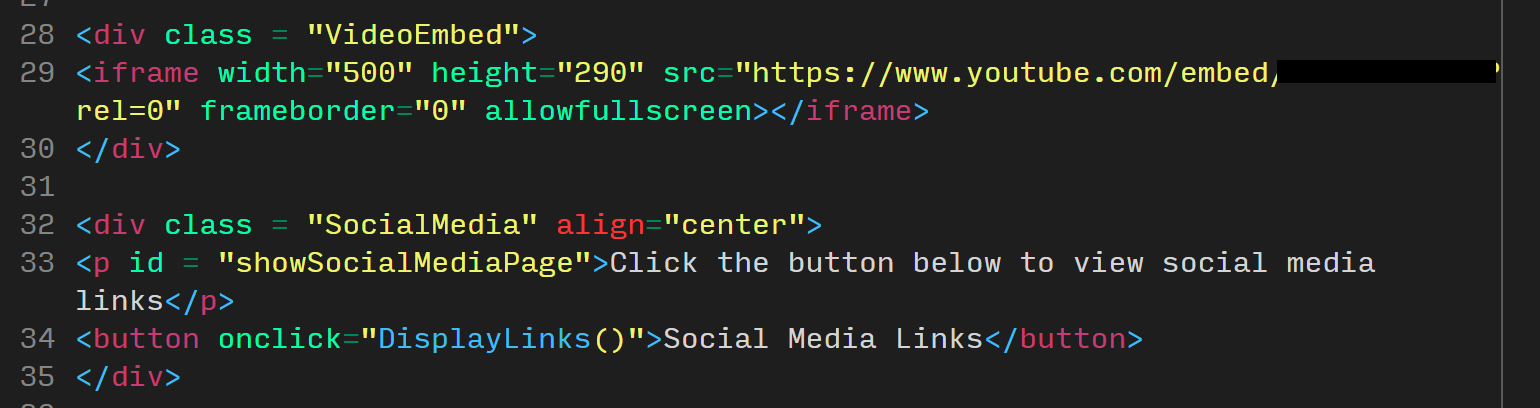 28 <div class = "VideoEmbed">
29 <iframe width="500" height="290" src="https://www.youtube.com/embed/
rel=0" frameborder="0" allowfullscreen></iframe>
30 </div>
31
32 <div class = "SocialMedia" align="center">
33 <p id = "showSocialMediaPage">Click the button below to view social media
links</p>
34 <button onclick="DisplayLinks()">Social Media Links</button>
35 </div>